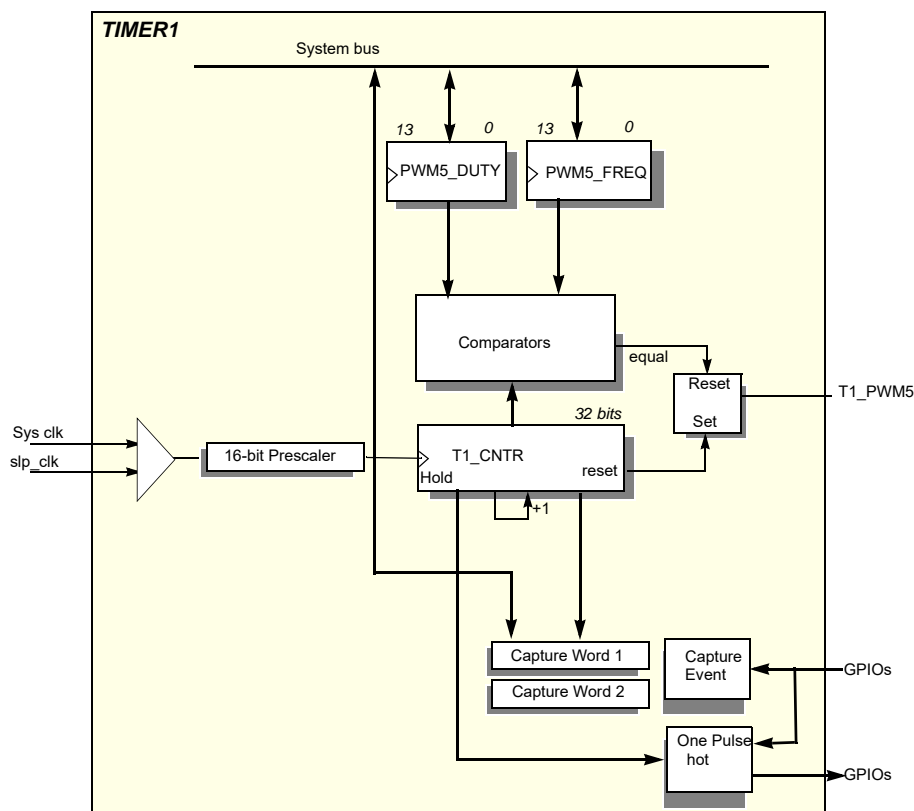 TIMER1
System bus
13 0 13 0
PWM5_DUTY PWM5_FREQ
Comparators
equal
Reset
T1_PWM5
Set
32 bits
Sys clk
slp_clk
16-bit Prescaler
T1_CNTR
Hold
reset
+1
Capture Word 1
Capture Word 2
Capture
Event
GPIOs
One Pulse
hot
GPIOs